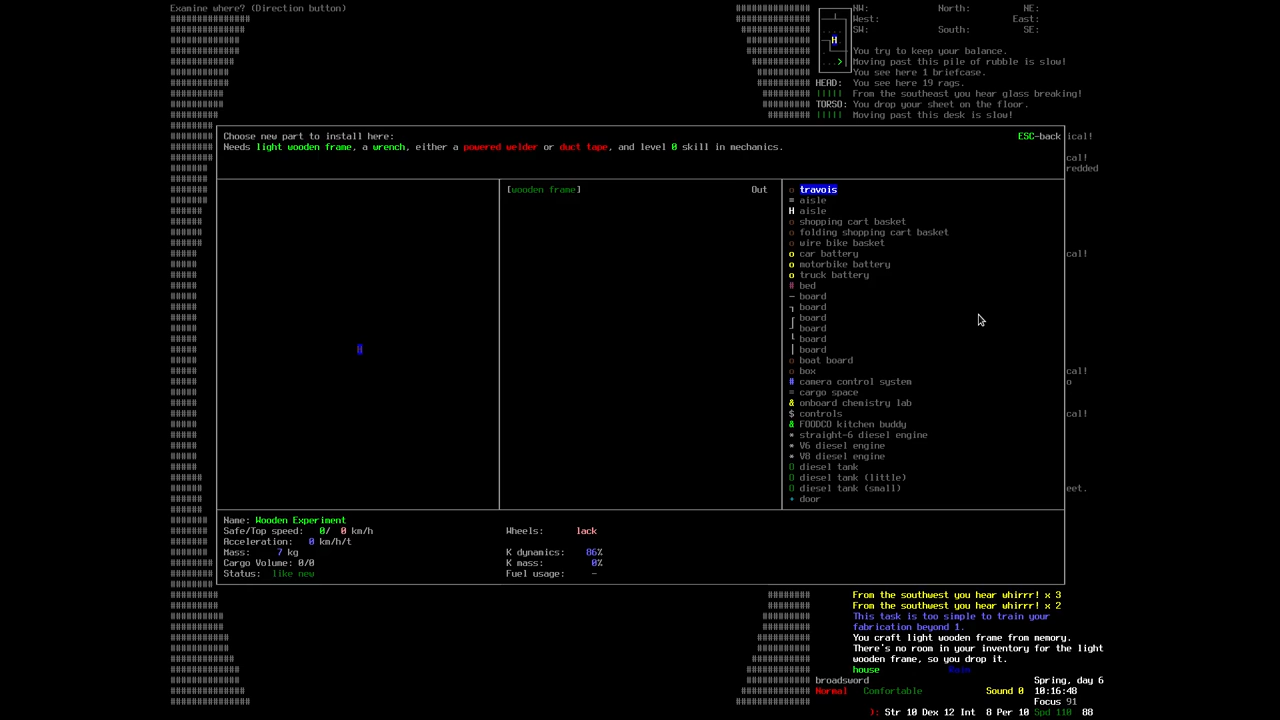 Examine where? (Direction button)
NW: North: NE:
West: East:
SW: South: SE:
You try to keep your balance.
Moving past this pile of rubble is slow!
You see here 1 briefcase.
HEAD: You see here 19 rags.
||||| From the southeast you hear glass breaking!
TORSO: You drop your sheet on the floor.
||||| Moving past this desk is slow!
Choose new part to install here: ESC-back
ical!
Needs light wooden frame, a wrench, either a powered welder or duct tape, and level 0 skill in mechanics.
cal!
redded
[wooden frame] Out
travois
= aisle
H aisle
shopping cart basket
folding shopping cart basket
wire bike basket
o car battery
cal!
o motorbike battery
o truck battery
# bed
board
board
board
board
board
board
boat board
box
cal!
# camera control system
o
= cargo space
& onboard chemistry lab
$ controls
cal!
& FOODCO kitchen buddy
* straight-6 diesel engine
* V6 diesel engine
* V8 diesel engine
0 diesel tank
0 diesel tank (little)
0 diesel tank (small)
eet.
+ door
Name: Wooden Experiment
Safe/Top speed: 0/ 0 km/h
Wheels: lack
Acceleration: 0 km/h/t
Mass: 7 kg
K dynamics: 86%
Cargo Volume: 0/0
K mass: 0%
Status: like new
Fuel usage: -
From the southwest you hear whirrr! x 3
From the southwest you hear whirrr! x 2
This task is too simple to train your
fabrication beyond 1.
You craft light wooden frame from memory.
There's no room in your inventory for the light
wooden frame, so you drop it.
house
broadsword Spring, day 6
Normal Comfortable Sound 0 10:16:48
Focus 91
): Str 10 Dex 12 Int 8 Per 10 Spd 110 88